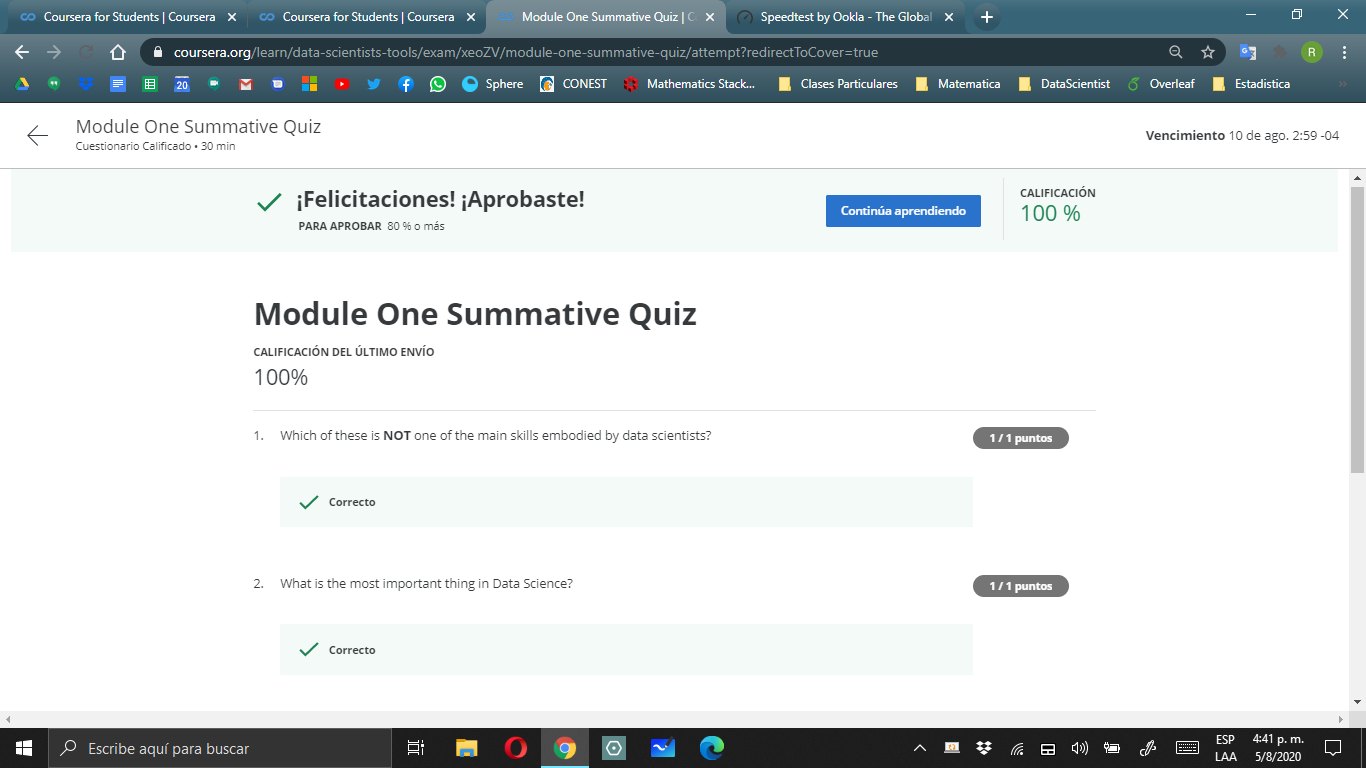 Coursera for Students | Coursera
Coursera for Students | Coursera
Module One Summative Quiz | C
Speedtest by Ookla - The Global
coursera.org/learn/data-scientists-tools/exam/xeoZV/module-one-summative-quiz/attempt?redirectToCover=true
R
20
Sphere
CONEST
Mathematics Stack...
Clases Particulares
Matematica
DataScientist
Overleaf
Estadistica
Module One Summative Quiz
Cuestionario Calificado • 30 min
Vencimiento 10 de ago. 2:59 -04
¡Felicitaciones! ¡Aprobaste!
PARA APROBAR 80 % o más
Continúa aprendiendo
CALIFICACIÓN
100 %
Module One Summative Quiz
CALIFICACIÓN DEL ÚLTIMO ENVÍO
100%
1. Which of these is NOT one of the main skills embodied by data scientists?
1 / 1 puntos
Correcto
2. What is the most important thing in Data Science?
1 / 1 puntos
Correcto
Escribe aquí para buscar
ESP
LAA
4:41 p. m.
5/8/2020